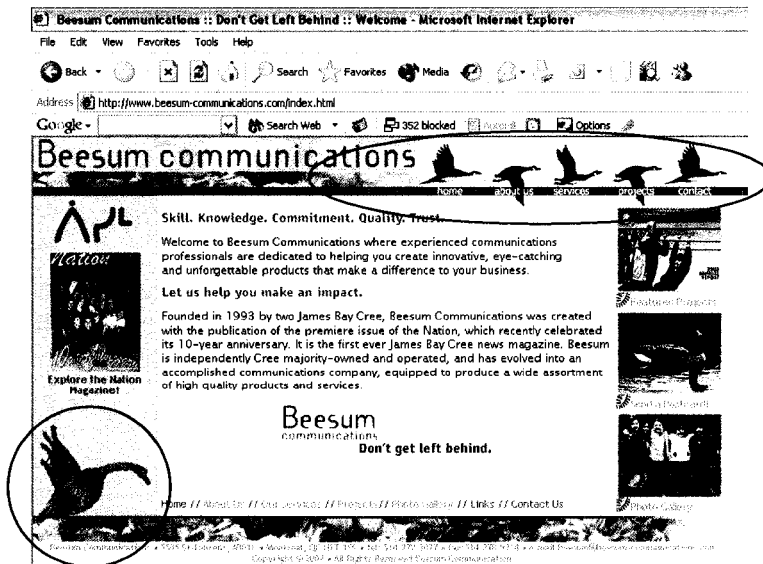 Beesum Communications :: Don't Get Left Behind :: Welcome - Microsoft Internet Explorer
File Edit View Favorites Tools Help
Back Search Favorites Media
Address http://www.beesum-communications.com/index.html
Google Search Web 352 blocked Options
Beesum communications
home about us services projects contact
Skill. Knowledge. Commitment. Quality. Trust.
Welcome to Beesum Communications where experienced communications
professionals are dedicated to helping you create innovative, eye-catching
and unforgettable products that make a difference to your business.
Let us help you make an impact.
Founded in 1993 by two James Bay Cree, Beesum Communications was created
with the publication of the premiere issue of the Nation, which recently celebrated
its 10-year anniversary. It is the first ever James Bay Cree news magazine. Beesum
is independently Cree majority-owned and operated, and has evolved into an
accomplished communications company, equipped to produce a wide assortment
of high quality products and services.
Nation
Explore the Nation
Magazine!
Featured Projects
Send a Postcard!
Photo Gallery
Beesum
communications
Don't get left behind.
Home // About Us // Our Services // Projects // Photo Gallery // Links // Contact Us
Copyright © 2002 • All Rights Reserved Beesum Communications